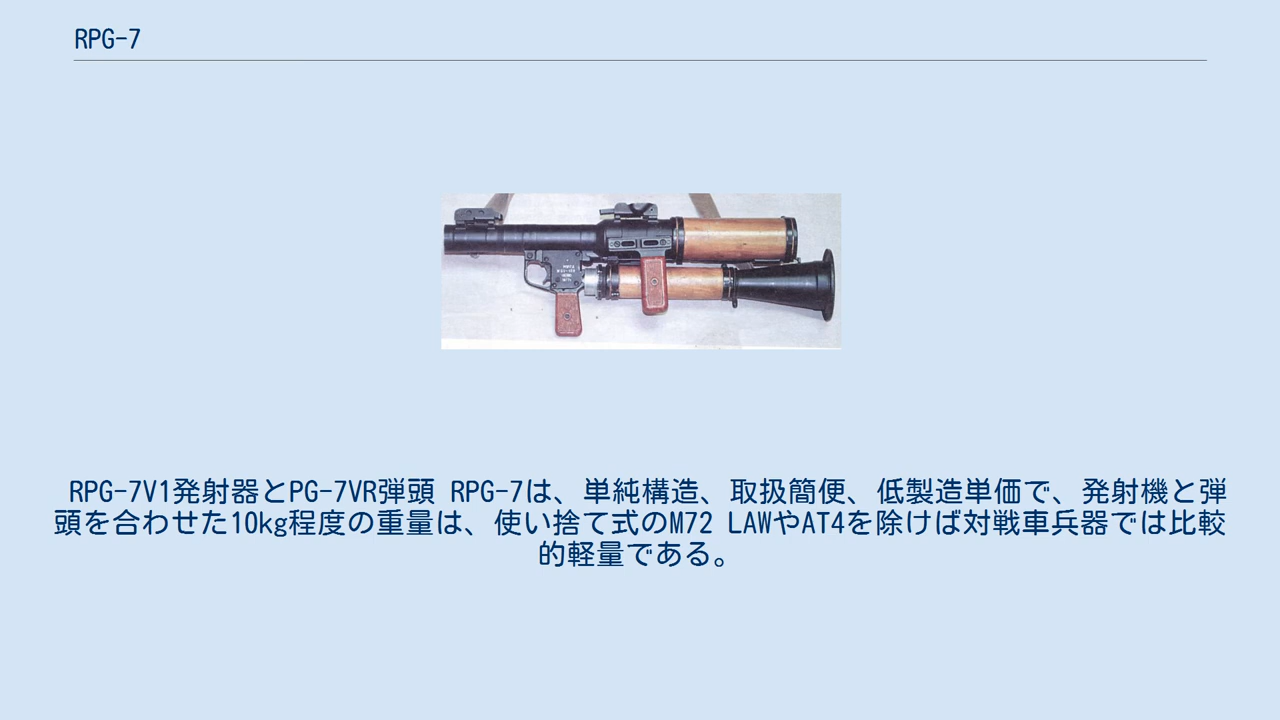 RPG-7
RPG-7V1発射器とPG-7VR弾頭 RPG-7は、単純構造、取扱簡便、低製造単価で、発射機と弾
頭を合わせた10kg程度の重量は、使い捨て式のM72 LAWやAT4を除けば対戦車兵器では比較
的軽量である。